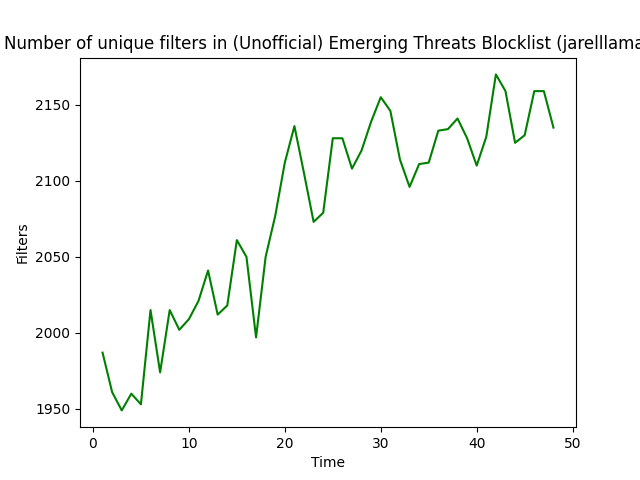 Number of unique filters in (Unofficial) Emerging Threats Blocklist (jarelllama
2150
2100
2050
2000
1950
Filters
0 10 20 30 40 50
Time